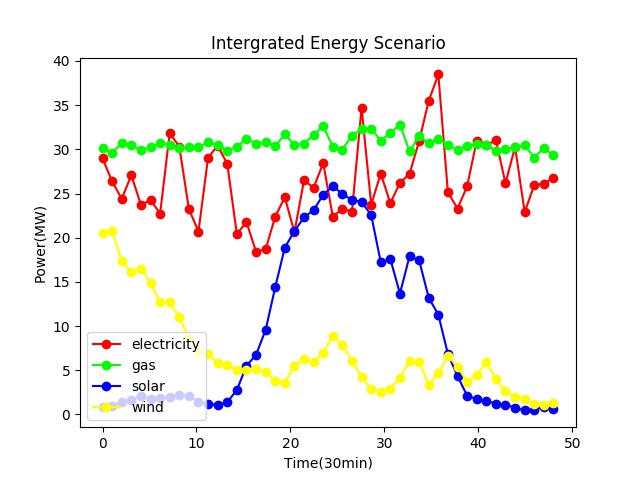 Intergrated Energy Scenario
Power(MW)
40
35
30
25
20
15
10
5
0
electricity
gas
solar
wind
0 10 20 30 40 50
Time(30min)